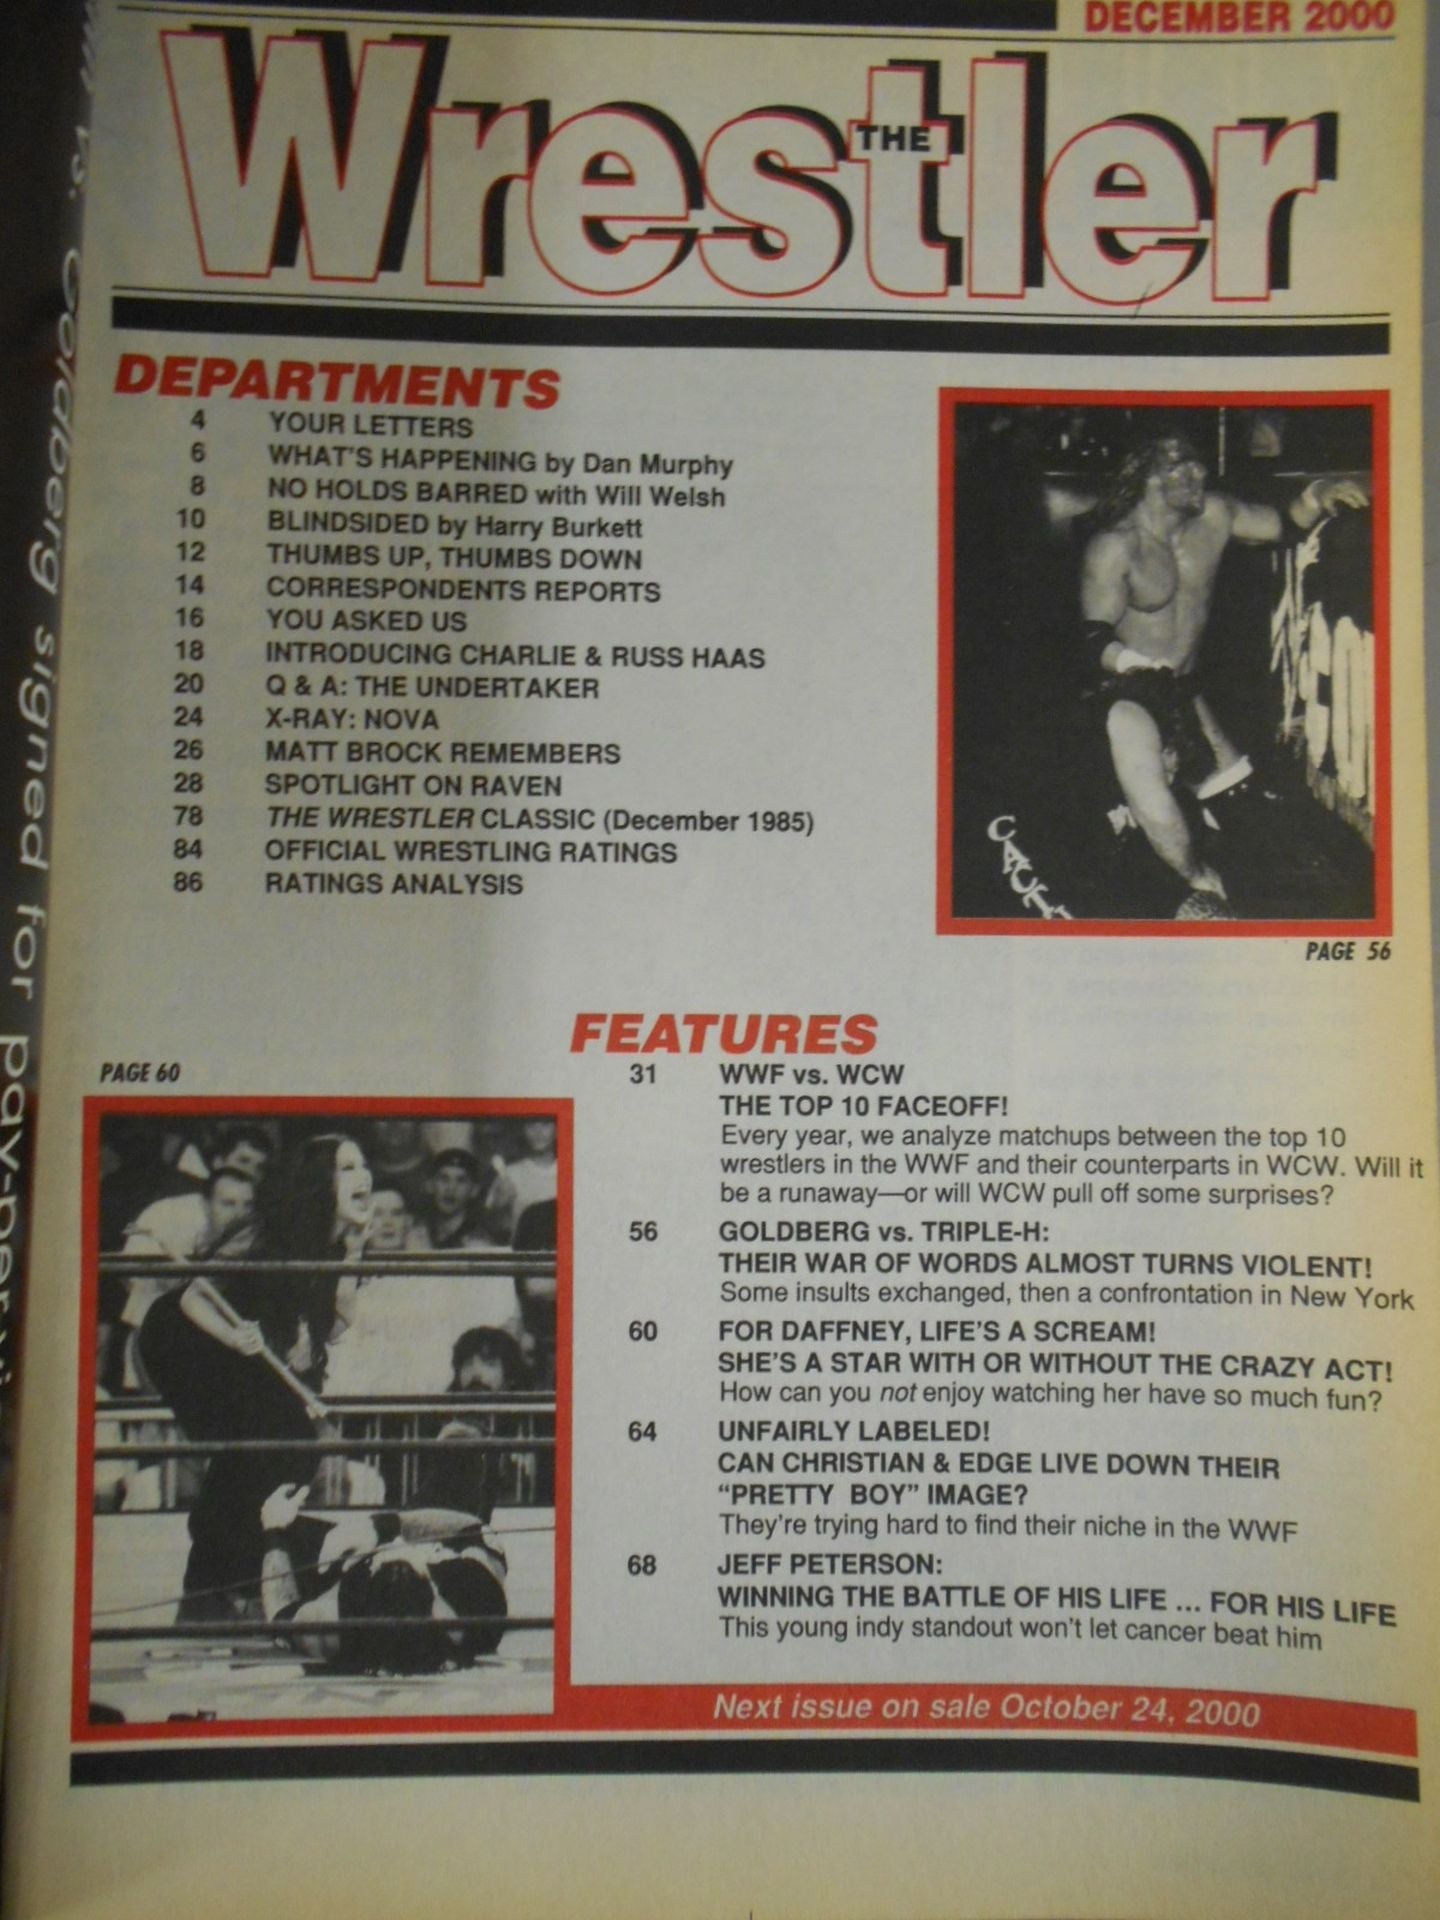 DECEMBER 2000
THE
Wrestler
DEPARTMENTS
4 YOUR LETTERS
6 WHAT'S HAPPENING by Dan Murphy
8 NO HOLDS BARRED with Will Welsh
10 BLINDSIDED by Harry Burkett
12 THUMBS UP, THUMBS DOWN
14 CORRESPONDENTS REPORTS
16 YOU ASKED US
18 INTRODUCING CHARLIE & RUSS HAAS
20 Q & A: THE UNDERTAKER
24 X-RAY: NOVA
26 MATT BROCK REMEMBERS
28 SPOTLIGHT ON RAVEN
78 THE WRESTLER CLASSIC (December 1985)
84 OFFICIAL WRESTLING RATINGS
86 RATINGS ANALYSIS
PAGE 56
FEATURES
PAGE 60
31 WWF vs. WCW
THE TOP 10 FACEOFF!
Every year, we analyze matchups between the top 10
wrestlers in the WWF and their counterparts in WCW. Will it
be a runaway—or will WCW pull off some surprises?
56 GOLDBERG vs. TRIPLE-H:
THEIR WAR OF WORDS ALMOST TURNS VIOLENT!
Some insults exchanged, then a confrontation in New York
60 FOR DAFFNEY, LIFE'S A SCREAM!
SHE'S A STAR WITH OR WITHOUT THE CRAZY ACT!
How can you not enjoy watching her have so much fun?
64 UNFAIRLY LABELED!
CAN CHRISTIAN & EDGE LIVE DOWN THEIR
“PRETTY BOY” IMAGE?
They're trying hard to find their niche in the WWF
68 JEFF PETERSON:
WINNING THE BATTLE OF HIS LIFE ... FOR HIS LIFE
This young indy standout won't let cancer beat him
Next issue on sale October 24, 2000
vs. Goldberg signed for pay-per